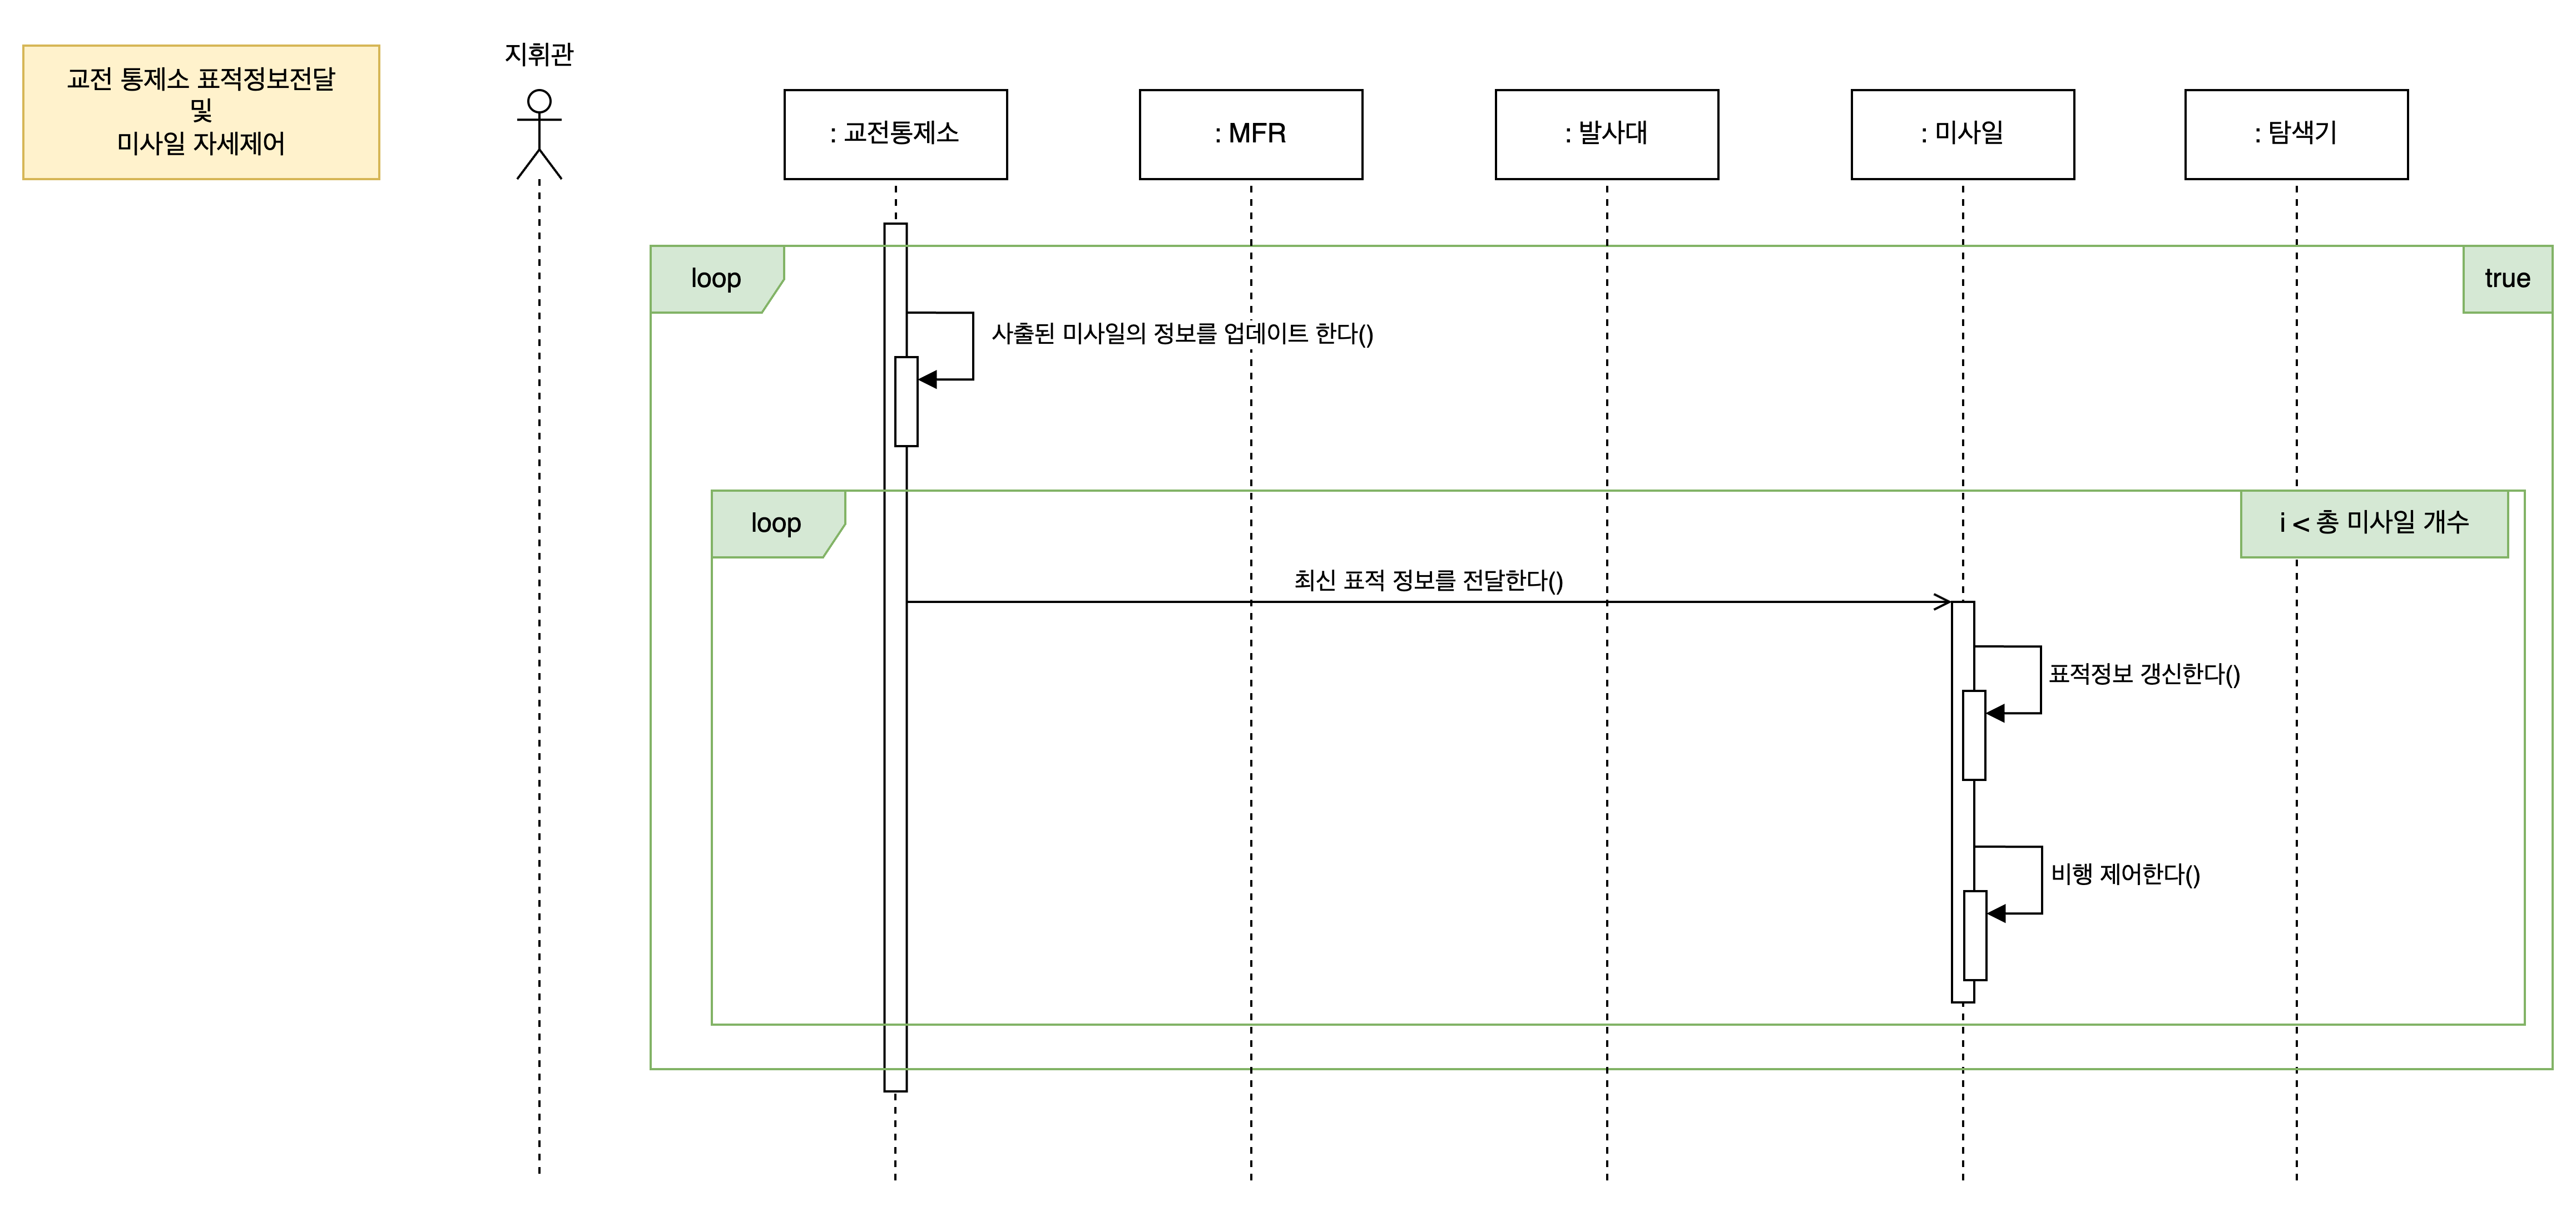 교전 통제소 표적정보전달
및
미사일 자세제어
지휘관
: 교전통제소
: MFR
: 발사대
: 미사일
: 탐색기
loop
true
사출된 미사일의 정보를 업데이트 한다()
loop
i < 총 미사일 개수
최신 표적 정보를 전달한다()
표적정보 갱신한다()
비행 제어한다()